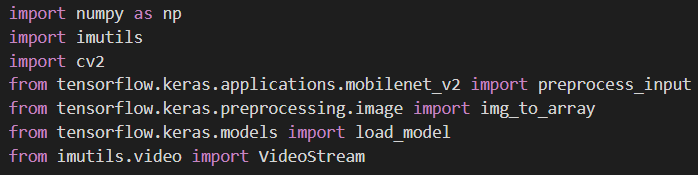 import numpy as np
import imutils
import cv2
from tensorflow.keras.applications.mobilenet_v2 import preprocess_input
from tensorflow.keras.preprocessing.image import img_to_array
from tensorflow.keras.models import load_model
from imutils.video import VideoStream